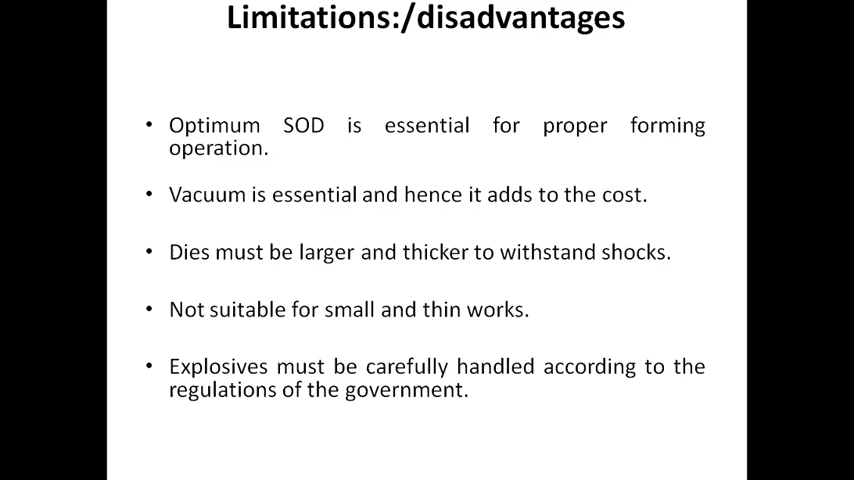 Limitations:/disadvantages
• Optimum SOD is essential for proper forming
operation.
• Vacuum is essential and hence it adds to the cost.
• Dies must be larger and thicker to withstand shocks.
• Not suitable for small and thin works.
• Explosives must be carefully handled according to the
regulations of the government.